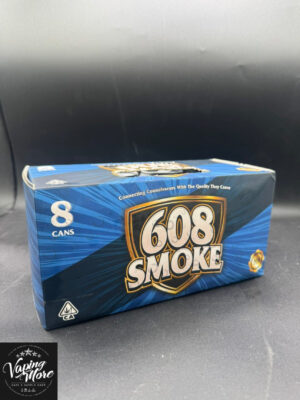 Connecting Connoisseurs With The Quality They Crave
8
CANS
608
SMOKE
CA
Vaping
& More